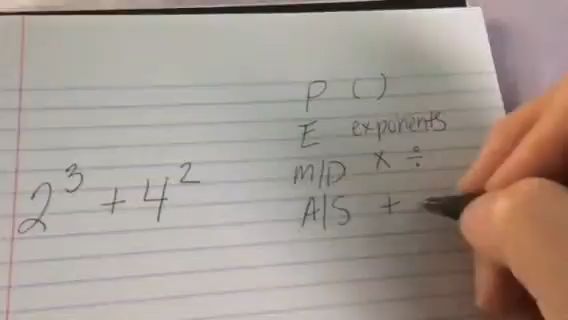 P ( )
E exponents
M/D × ÷
A/S +
2³ + 4²